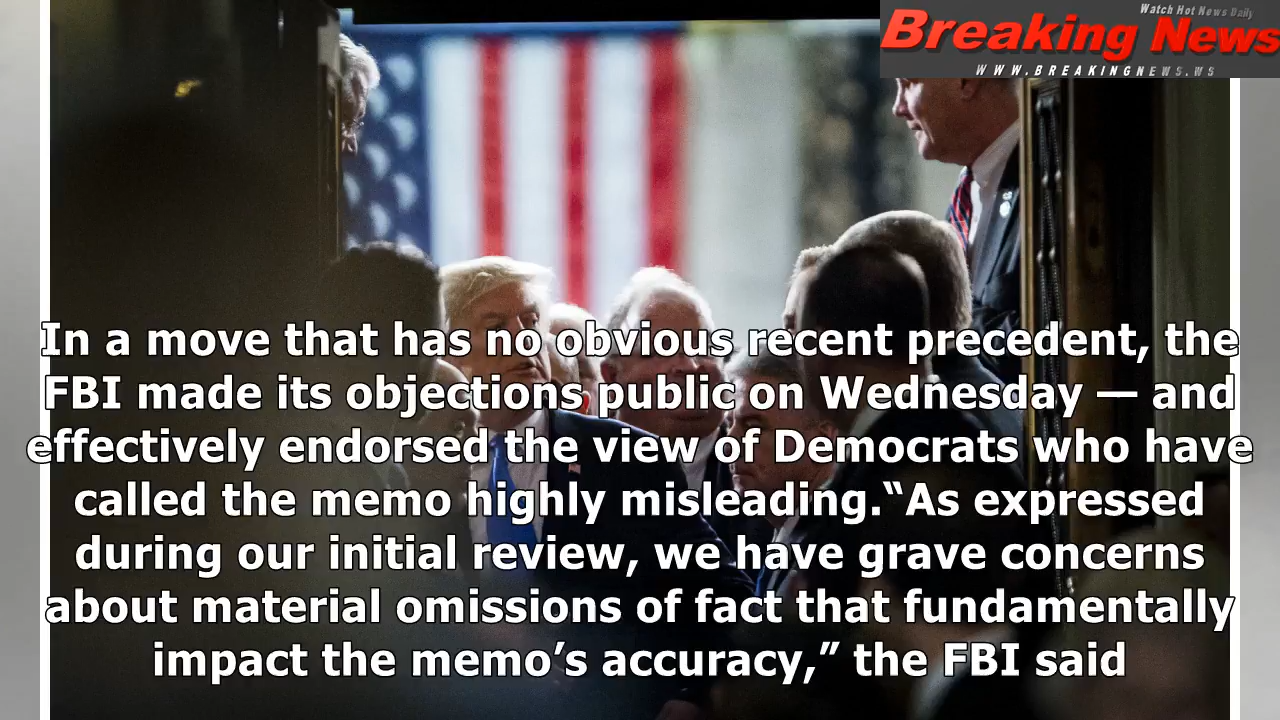 Watch Hot News Daily
Breaking News
WWW.BREAKINGNEWS.WS
In a move that has no obvious recent precedent, the
FBI made its objections public on Wednesday — and
effectively endorsed the view of Democrats who have
called the memo highly misleading.“As expressed
during our initial review, we have grave concerns
about material omissions of fact that fundamentally
impact the memo’s accuracy,” the FBI said